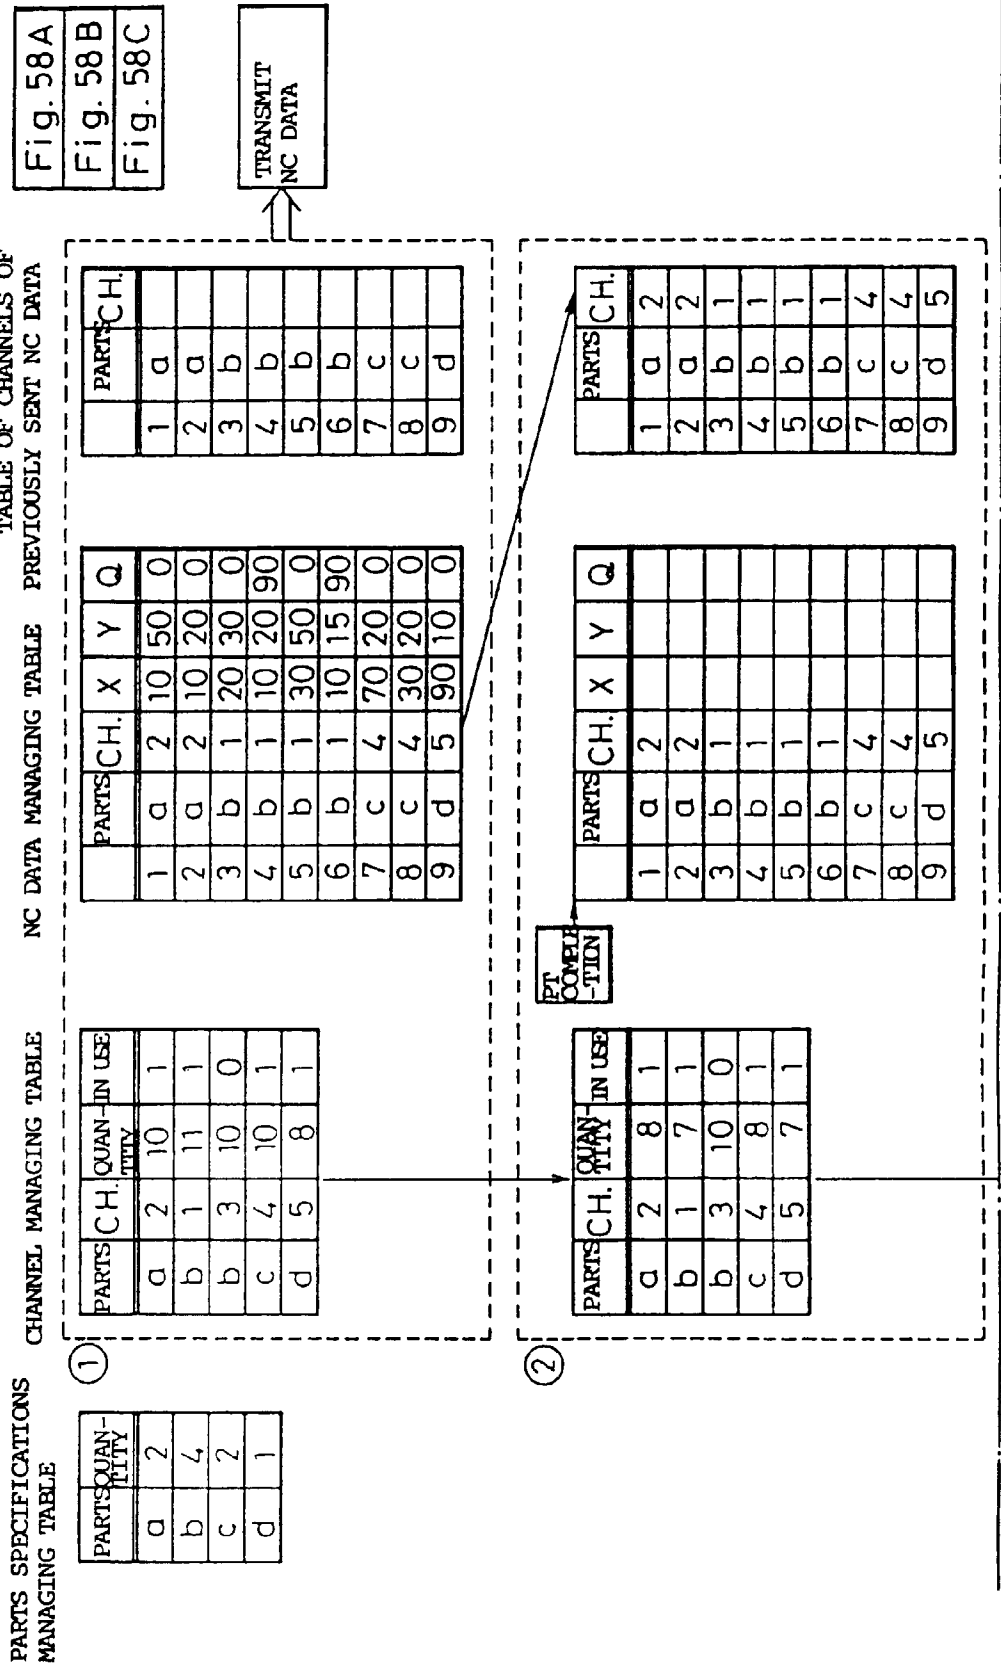 PARTS SPECIFICATIONS
MANAGING TABLE
CHANNEL MANAGING TABLE
NC DATA MANAGING TABLE
TABLE OF CHANNELS OF
PREVIOUSLY SENT NC DATA
Fig. 58A
Fig. 58B
Fig. 58C
PARTS QUAN-TITY
a 2
b 4
c 2
d 1
1
PARTS CH. QUAN-TITY IN USE
a 2 10 1
b 1 11 1
b 3 10 0
c 4 10 1
d 5 8 1
PARTS CH. X Y Q
1 a 2 10 50 0
2 a 2 10 20 0
3 b 1 20 30 0
4 b 1 10 20 90
5 b 1 30 50 0
6 b 1 10 15 90
7 c 4 70 20 0
8 c 4 30 20 0
9 d 5 90 10 0
PARTS CH.
1 a
2 a
3 b
4 b
5 b
6 b
7 c
8 c
9 d
TRANSMIT
NC DATA
2
PARTS CH. QUAN-TITY IN USE
a 2 8 1
b 1 7 1
b 3 10 0
c 4 8 1
d 5 7 1
PT
COMPLE
-TION
PARTS CH. X Y Q
1 a 2
2 a 2
3 b 1
4 b 1
5 b 1
6 b 1
7 c 4
8 c 4
9 d 5
PARTS CH.
1 a 2
2 a 2
3 b 1
4 b 1
5 b 1
6 b 1
7 c 4
8 c 4
9 d 5